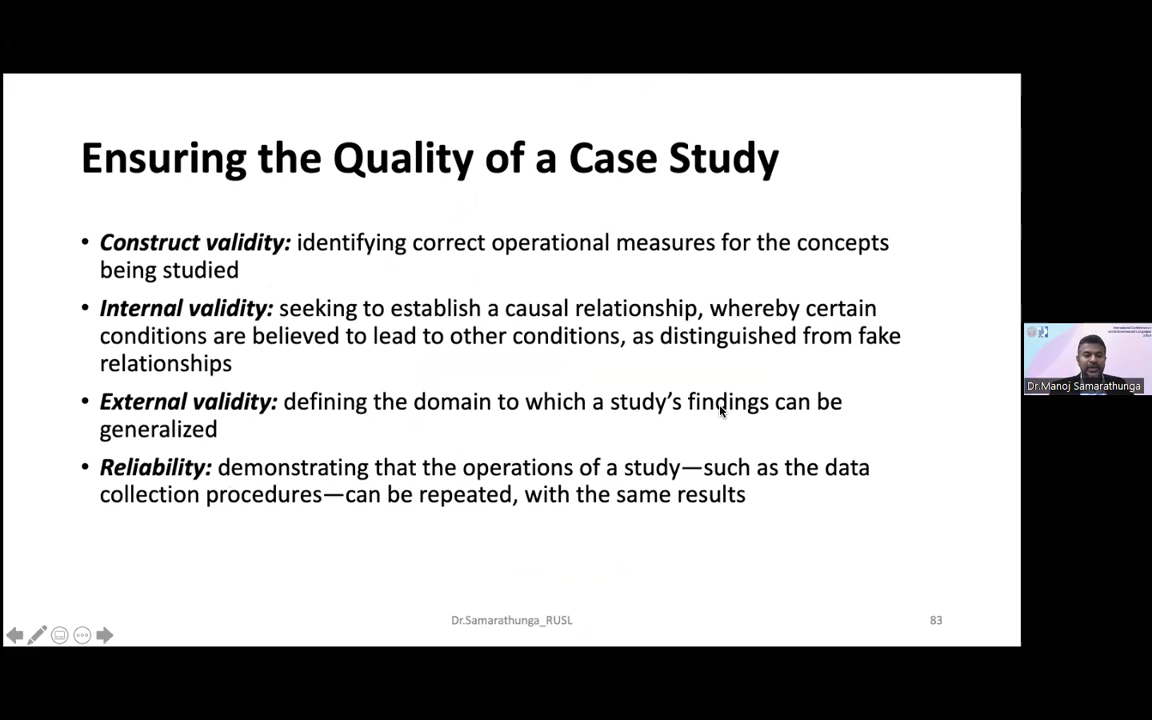 Ensuring the Quality of a Case Study
• Construct validity: identifying correct operational measures for the concepts
being studied
• Internal validity: seeking to establish a causal relationship, whereby certain
conditions are believed to lead to other conditions, as distinguished from fake
relationships
• External validity: defining the domain to which a study’s findings can be
generalized
• Reliability: demonstrating that the operations of a study—such as the data
collection procedures—can be repeated, with the same results
Dr.Samarathunga_RUSL
83
Dr.Manoj Samarathunga